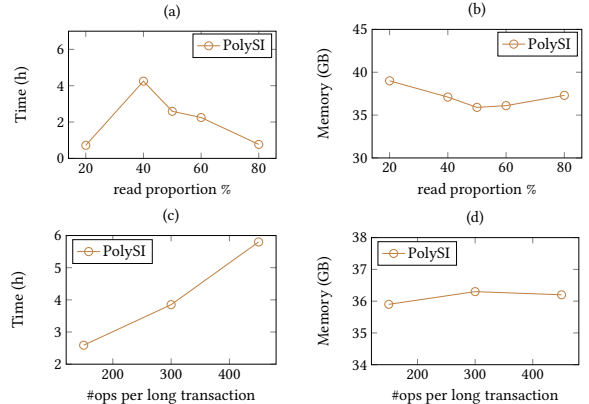 (a)
6
4
2
0
Time (h)
PolySI
20 40 60 80
read proportion %
(b)
45
40
35
30
Memory (GB)
PolySI
20 40 60 80
read proportion %
(c)
6
5
4
3
2
Time (h)
PolySI
200 300 400
#ops per long transaction
(d)
38
37
36
35
34
Memory (GB)
PolySI
200 300 400
#ops per long transaction